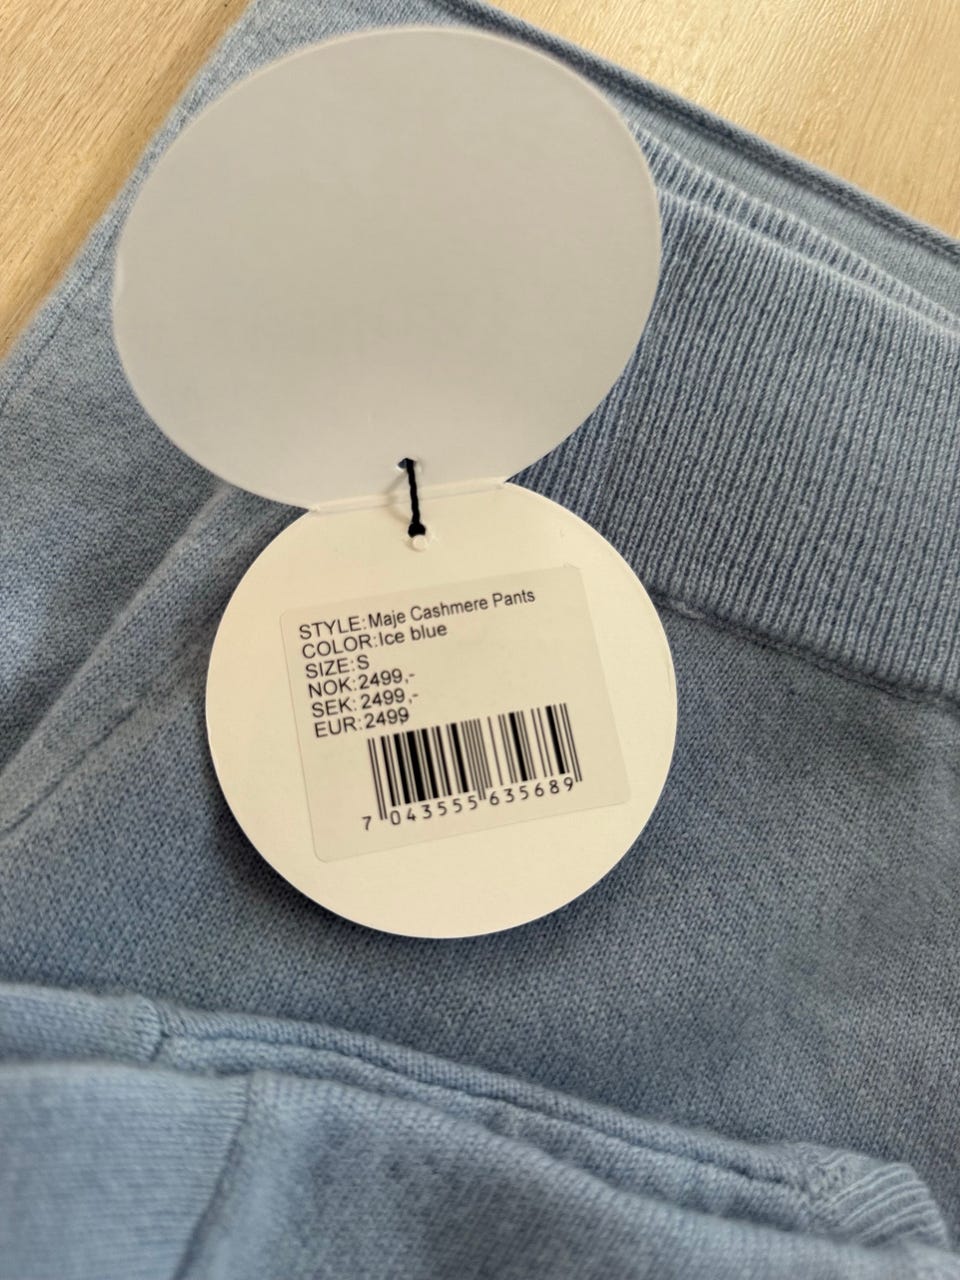 STYLE:Maje Cashmere Pants
COLOR:Ice blue
SIZE:S
NOK:2499,-
SEK:2499,-
EUR:2499
7 043555 635689